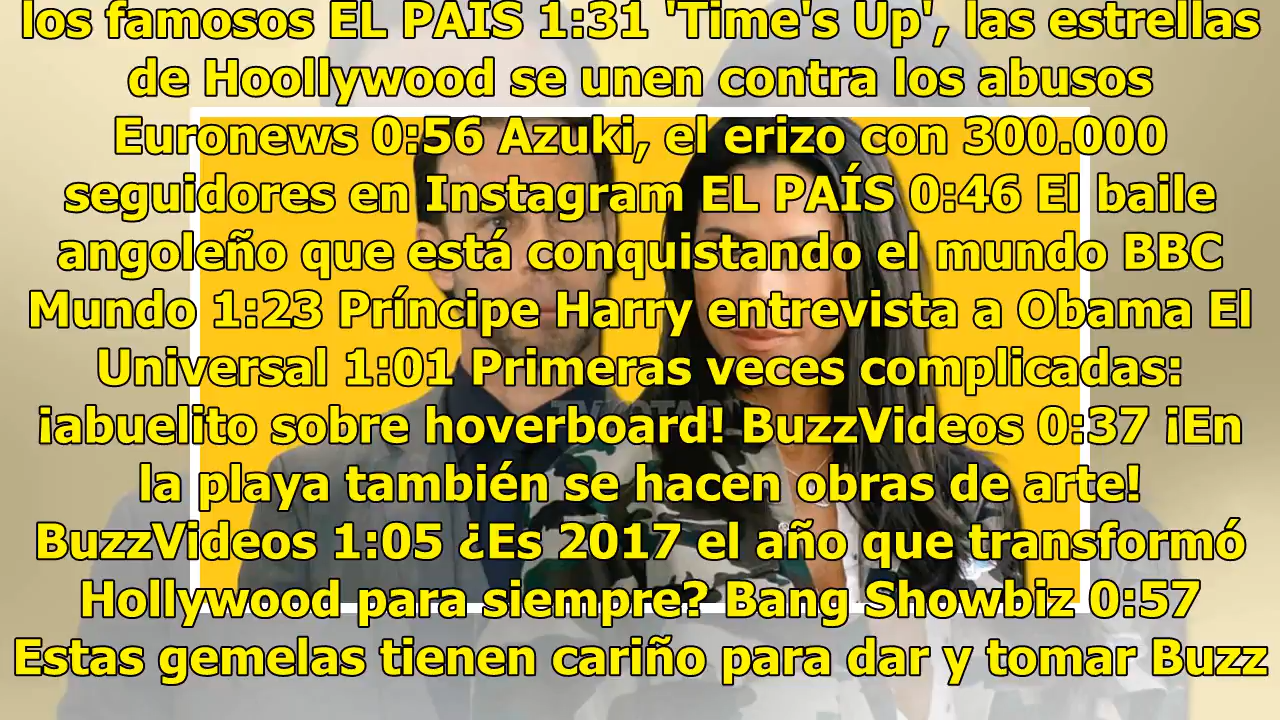 los famosos EL PAÍS 1:31 'Time's Up', las estrellas
de Hoollywood se unen contra los abusos
Euronews 0:56 Azuki, el erizo con 300.000
seguidores en Instagram EL PAÍS 0:46 El baile
angoleño que está conquistando el mundo BBC
Mundo 1:23 Príncipe Harry entrevista a Obama El
Universal 1:01 Primeras veces complicadas:
¡abuelito sobre hoverboard! BuzzVideos 0:37 ¡En
la playa también se hacen obras de arte!
BuzzVideos 1:05 ¿Es 2017 el año que transformó
Hollywood para siempre? Bang Showbiz 0:57
Estas gemelas tienen cariño para dar y tomar Buzz